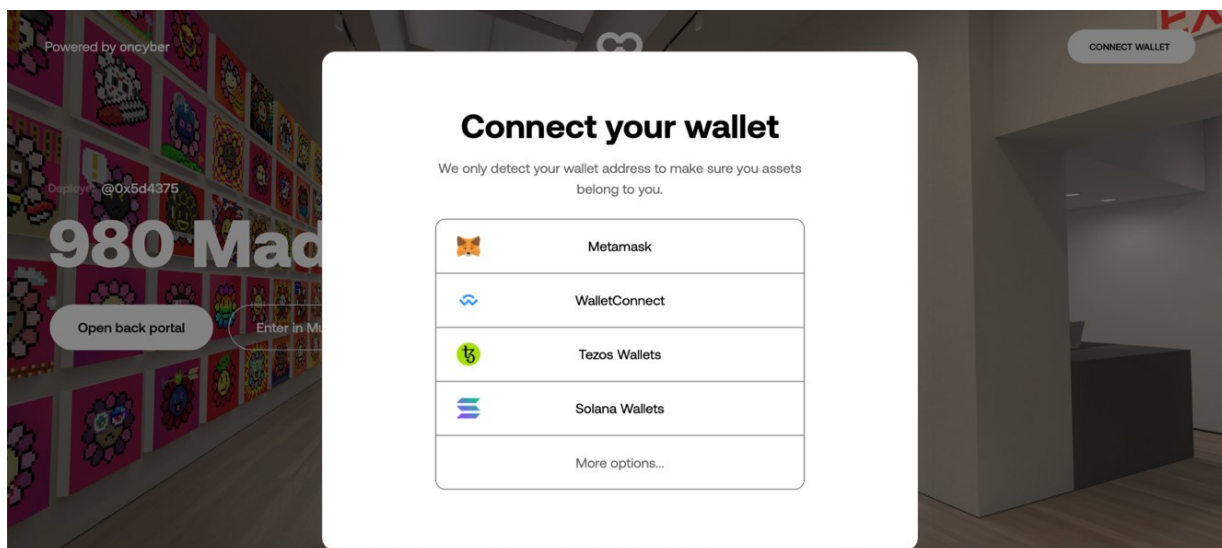 Powered by oncyber
CONNECT WALLET
Connect your wallet
We only detect your wallet address to make sure you assets
belong to you.
@0x5d4375
980 Mad
Open back portal
Enter in Mu
Metamask
WalletConnect
Tezos Wallets
Solana Wallets
More options...